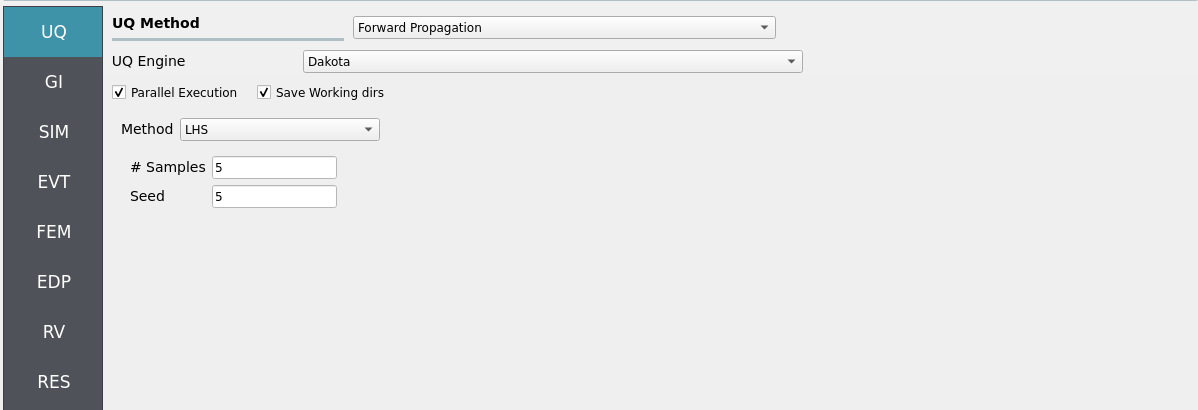 UQ
GI
SIM
EVT
FEM
EDP
RV
RES
UQ Method Forward Propagation
UQ Engine Dakota
Parallel Execution Save Working dirs
Method LHS
# Samples 5
Seed 5